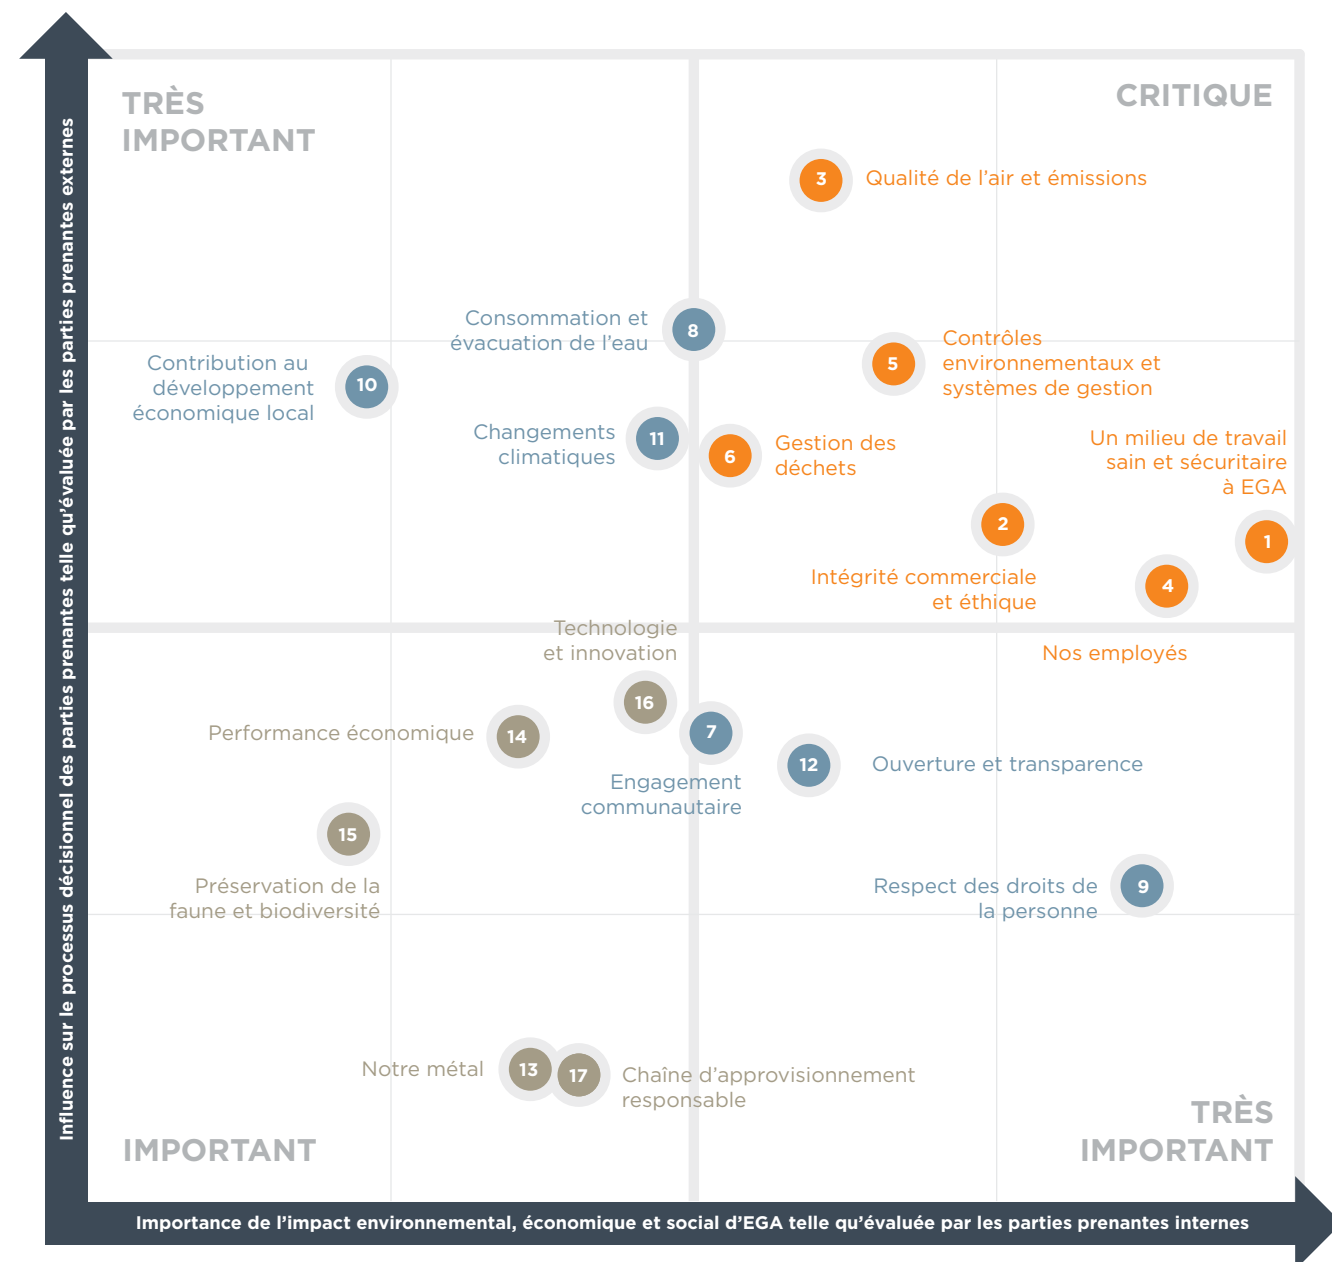 TRÈS
IMPORTANT
CRITIQUE
3
Qualité de l'air et émissions
Consommation et
évacuation de l'eau
8
Contrôles
environnementaux et
systèmes de gestion
5
Contribution au
développement
économique local
10
Changements
climatiques
11
6
Gestion des
déchets
Un milieu de travail
sain et sécuritaire
à EGA
1
2
Intégrité commerciale
et éthique
4
Nos employés
Technologie
et innovation
16
Performance économique
14
7
Engagement
communautaire
12
Ouverture et transparence
15
Préservation de la
faune et biodiversité
Respect des droits de
la personne
9
Notre métal
13
17
Chaîne d'approvisionnement
responsable
IMPORTANT
TRÈS
IMPORTANT
Influence sur le processus décisionnel des parties prenantes telle qu'évaluée par les parties prenantes externes
Importance de l'impact environnemental, économique et social d'EGA telle qu'évaluée par les parties prenantes internes